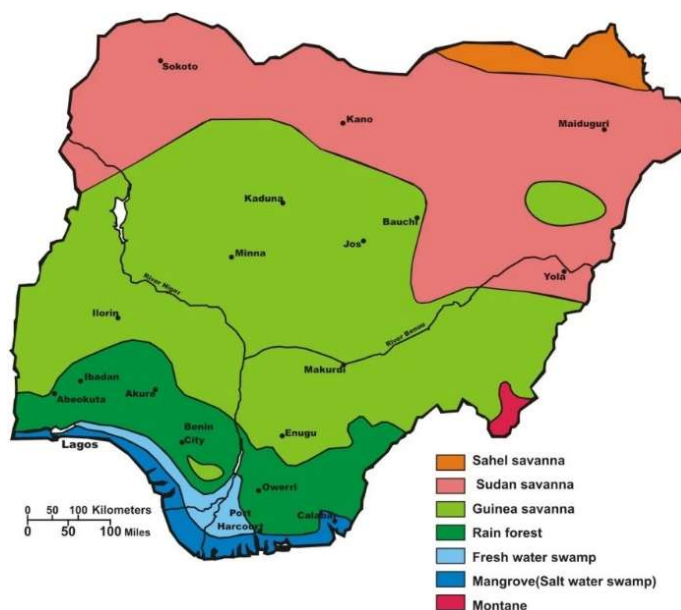 Sokoto
Kano
Maiduguri
Kaduna
Bauchi
Jos
Minna
Yola
River Niger
Ilorin
River Benue
Makurdi
Ibadan
Akure
Abeokuta
Benin
City
Enugu
Lagos
Owerri
Port
Harcourt
Calabar
Sahel savanna
Sudan savanna
Guinea savanna
Rain forest
Fresh water swamp
Mangrove(Salt water swamp)
Montane
50 0 50 100 Kilometers
0 50 100 Miles